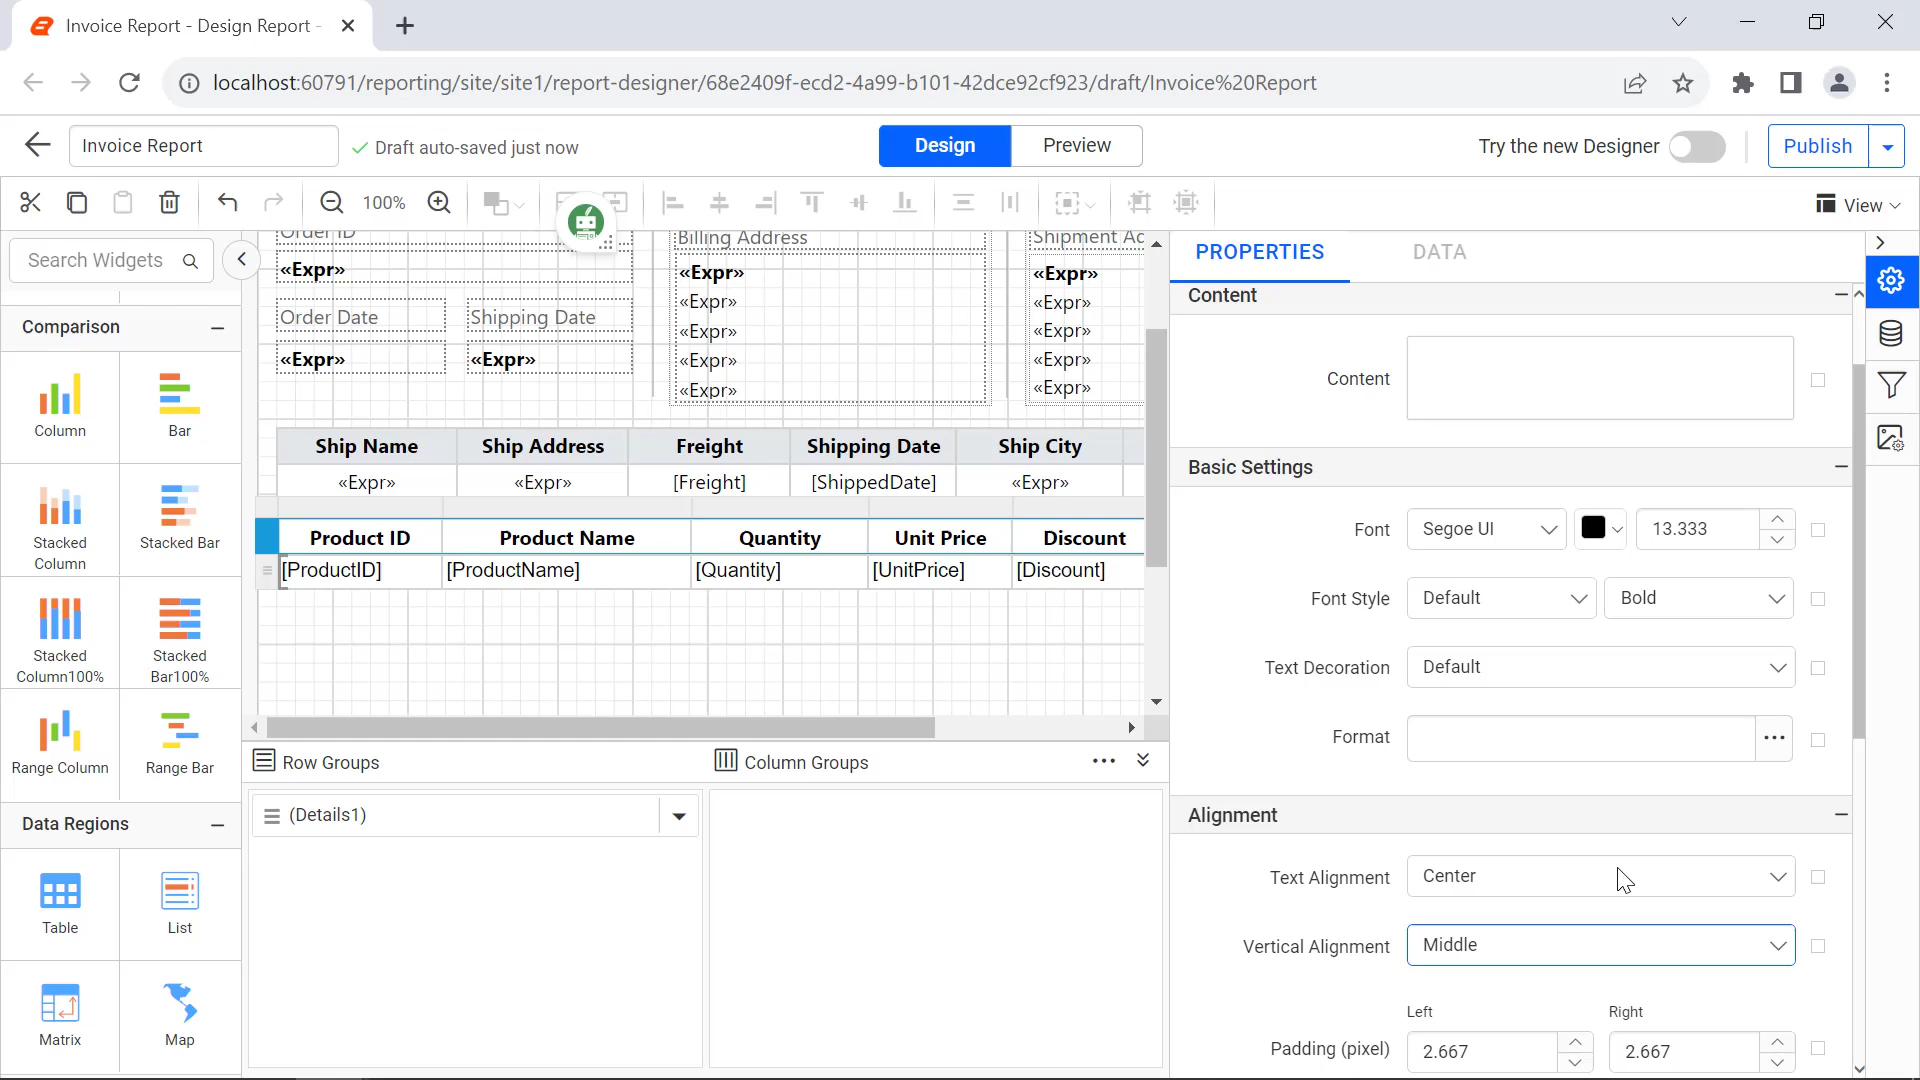 Invoice Report - Design Report -
localhost:60791/reporting/site/site1/report-designer/68e2409f-ecd2-4a99-b101-42dce92cf923/draft/Invoice%20Report
Invoice Report
Draft auto-saved just now
Design
Preview
Try the new Designer
Publish
100%
View
Search Widgets
Comparison
Column
Bar
Stacked
Column
Stacked Bar
Stacked
Column100%
Stacked
Bar100%
Range Column
Range Bar
Data Regions
Table
List
Matrix
Map
Order ID
«Expr»
Order Date
Shipping Date
«Expr»
«Expr»
Billing Address
«Expr»
«Expr»
«Expr»
«Expr»
«Expr»
Shipment Ad
«Expr»
«Expr»
«Expr»
«Expr»
«Expr»
Ship Name
Ship Address
Freight
Shipping Date
Ship City
«Expr»
«Expr»
[Freight]
[ShippedDate]
«Expr»
Product ID
Product Name
Quantity
Unit Price
Discount
[ProductID]
[ProductName]
[Quantity]
[UnitPrice]
[Discount]
Row Groups
Column Groups
(Details1)
PROPERTIES
DATA
Content
Content
Basic Settings
Font
Segoe UI
13.333
Font Style
Default
Bold
Text Decoration
Default
Format
Alignment
Text Alignment
Center
Vertical Alignment
Middle
Left
Right
Padding (pixel)
2.667
2.667